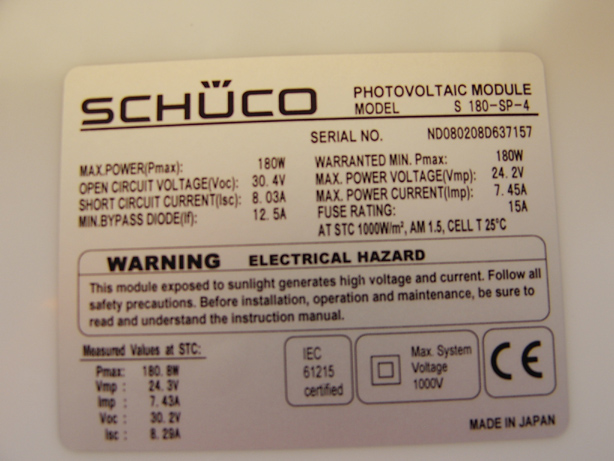 SCHÜCO
PHOTOVOLTAIC MODULE
MODEL S 180-SP-4
SERIAL NO. ND080208D637157
MAX.POWER(Pmax): 180W
OPEN CIRCUIT VOLTAGE(Voc): 30.4V
SHORT CIRCUIT CURRENT(Isc): 8.03A
MIN.BYPASS DIODE(If): 12.5A
WARRANTED MIN. Pmax: 180W
MAX. POWER VOLTAGE(Vmp): 24.2V
MAX. POWER CURRENT(Imp): 7.45A
FUSE RATING: 15A
AT STC 1000W/m², AM 1.5, CELL T 25°C
WARNING ELECTRICAL HAZARD
This module exposed to sunlight generates high voltage and current. Follow all
safety precautions. Before installation, operation and maintenance, be sure to
read and understand the instruction manual.
Measured Values at STC:
Pmax: 180.8W
Vmp : 24.3V
Imp : 7.43A
Voc : 30.2V
Isc : 8.29A
IEC
61215
certified
Max. System
Voltage
1000V
CE
MADE IN JAPAN